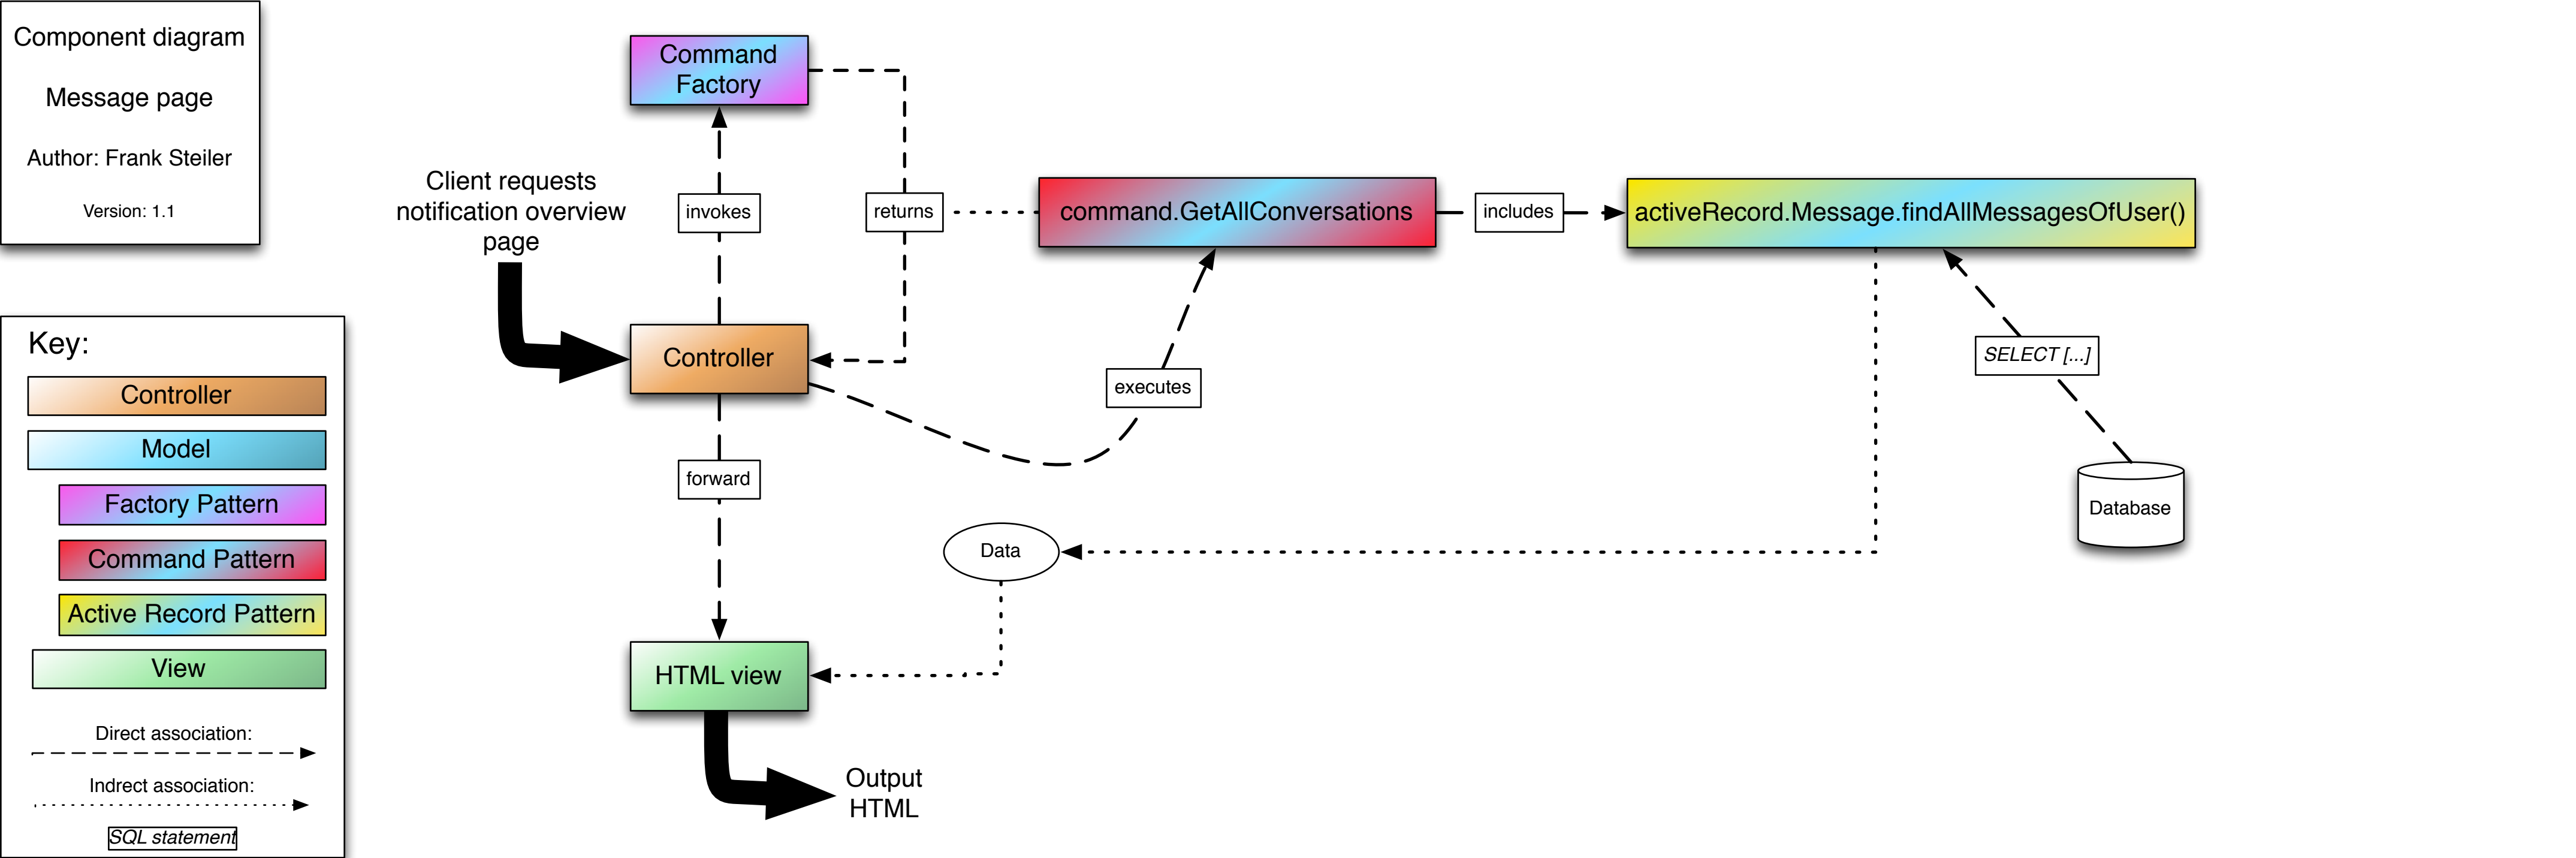 Component diagram
Message page
Author: Frank Steiler
Version: 1.1
Key:
Controller
Model
Factory Pattern
Command Pattern
Active Record Pattern
View
Direct association:
Indirect association:
SQL statement
Client requests
notification overview
page
Command
Factory
invokes
returns
Controller
forward
executes
command.GetAllConversations
includes
activeRecord.Message.findAllMessagesOfUser()
SELECT [...]
Database
Data
HTML view
Output
HTML